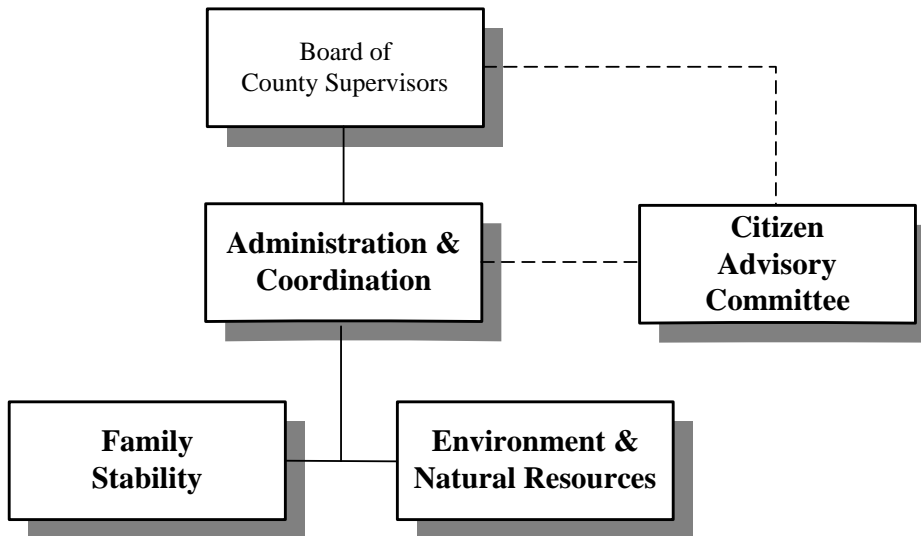 Board of
County Supervisors
Administration &
Coordination
Citizen
Advisory
Committee
Family
Stability
Environment &
Natural Resources